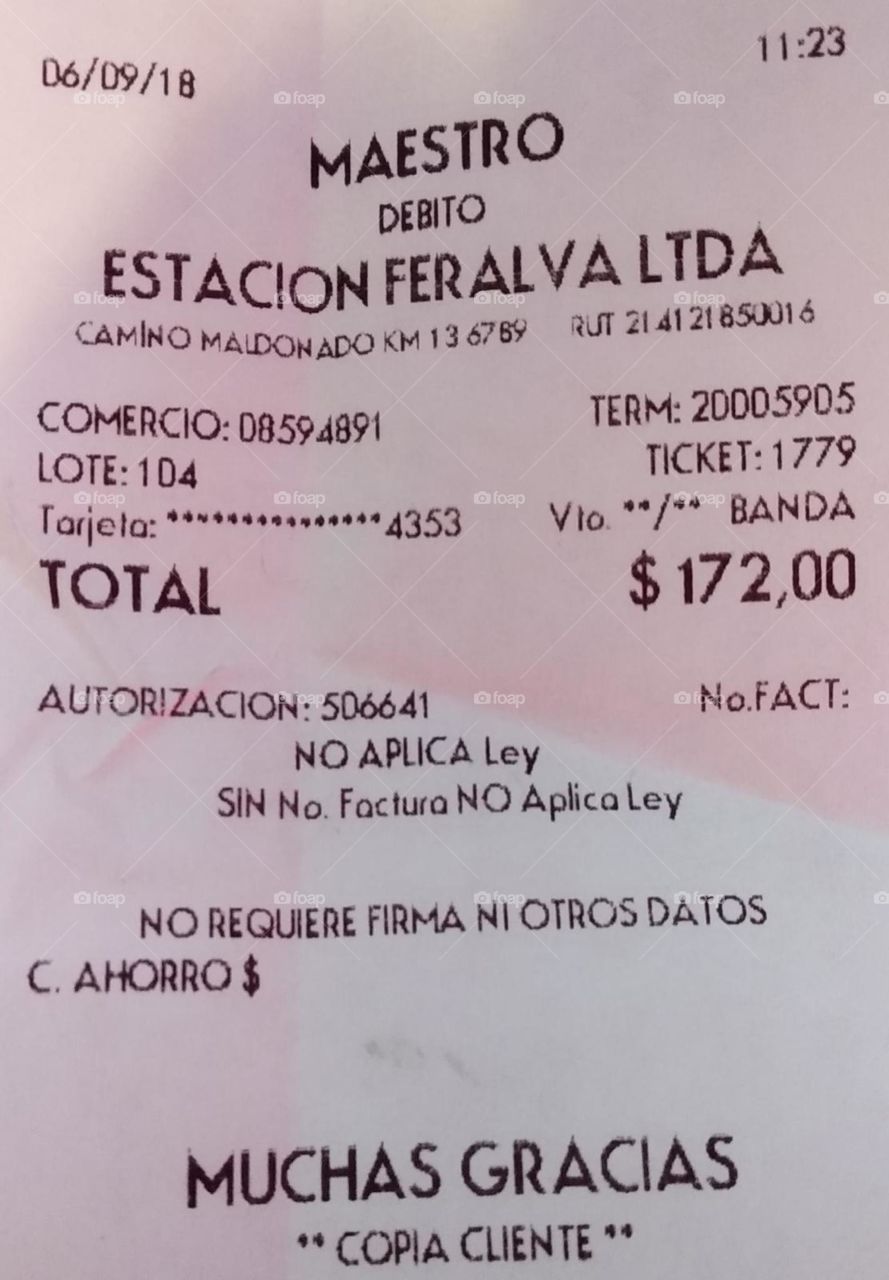 06/09/18 11:23
MAESTRO
DEBITO
ESTACION FERALVA LTDA
CAMINO MALDONADO KM 13 6789 RUT 214121850016
COMERCIO: 08594891 TERM: 20005905
LOTE: 104 TICKET: 1779
Tarjeta: ***************4353 Vto. **/** BANDA
TOTAL $ 172,00
AUTORIZACION: 506641 No.FACT:
NO APLICA Ley
SIN No. Factura NO Aplica Ley
NO REQUIERE FIRMA NI OTROS DATOS
C. AHORRO $
MUCHAS GRACIAS
** COPIA CLIENTE **
foap